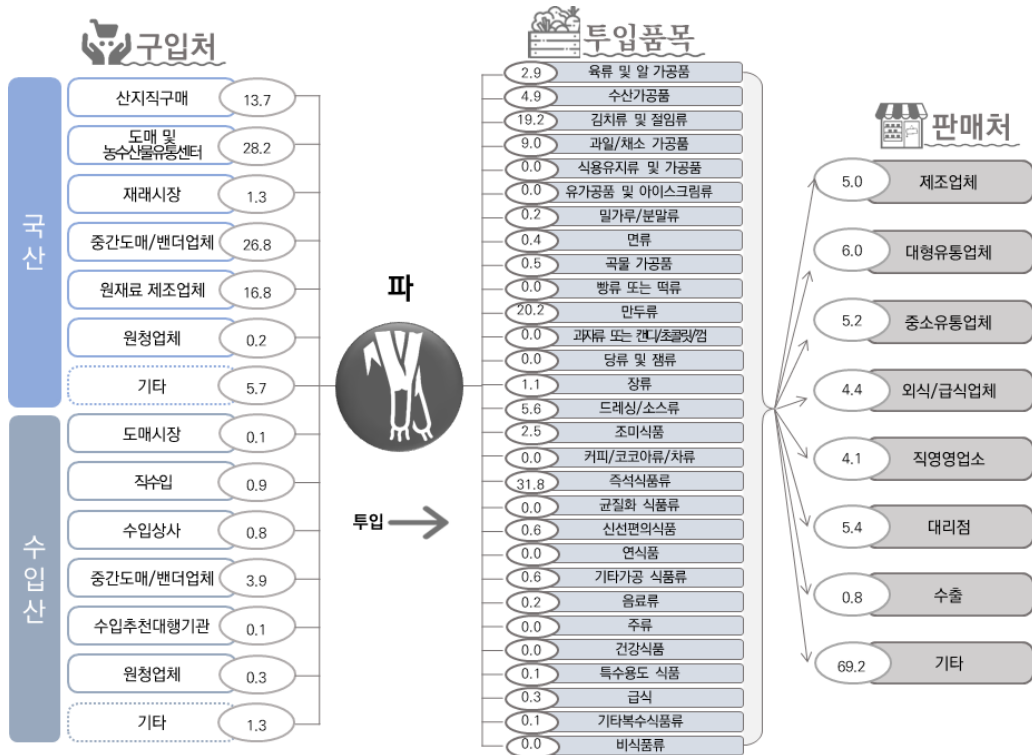 구입처
국산
산지직구매 13.7
도매 및
농수산물유통센터 28.2
재래시장 1.3
중간도매/밴더업체 26.8
원재료 제조업체 16.8
원청업체 0.2
기타 5.7
수입산
도매시장 0.1
직수입 0.9
수입상사 0.8
중간도매/밴더업체 3.9
수입추천대행기관 0.1
원청업체 0.3
기타 1.3
파
투입
투입품목
2.9 육류 및 알 가공품
4.9 수산가공품
19.2 김치류 및 절임류
9.0 과일/채소 가공품
0.0 식용유지류 및 가공품
0.0 유가공품 및 아이스크림류
0.2 밀가루/분말류
0.4 면류
0.5 곡물 가공품
0.0 빵류 또는 떡류
20.2 만두류
0.0 과자류 또는 캔디/초콜릿/껌
0.0 당류 및 잼류
1.1 장류
5.6 드레싱/소스류
2.5 조미식품
0.0 커피/코코아류/차류
31.8 즉석식품류
0.0 균질화 식품류
0.6 신선편의식품
0.0 연식품
0.6 기타가공 식품류
0.2 음료류
0.0 주류
0.0 건강식품
0.1 특수용도 식품
0.3 급식
0.1 기타복수식품류
0.0 비식품류
판매처
5.0 제조업체
6.0 대형유통업체
5.2 중소유통업체
4.4 외식/급식업체
4.1 직영영업소
5.4 대리점
0.8 수출
69.2 기타